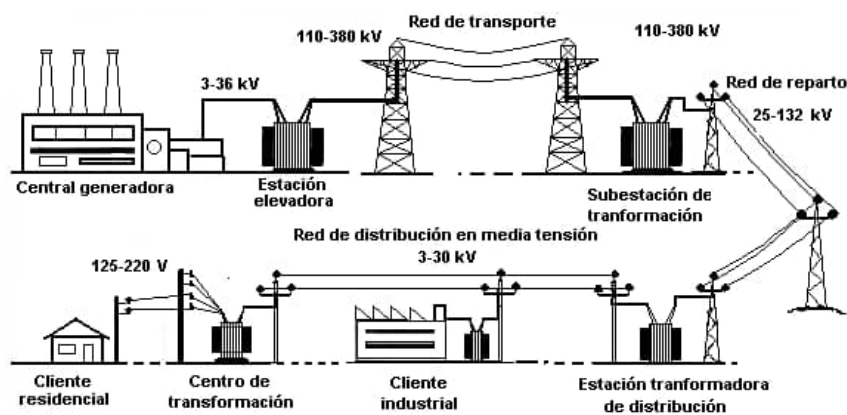 Red de transporte
110-380 kV
110-380 kV
3-36 kV
Red de reparto
25-132 kV
Central generadora
Estación
elevadora
Subestación de
tranformación
Red de distribución en media tensión
3-30 kV
125-220 V
Cliente
residencial
Centro de
transformación
Cliente
industrial
Estación tranformadora
de distribución